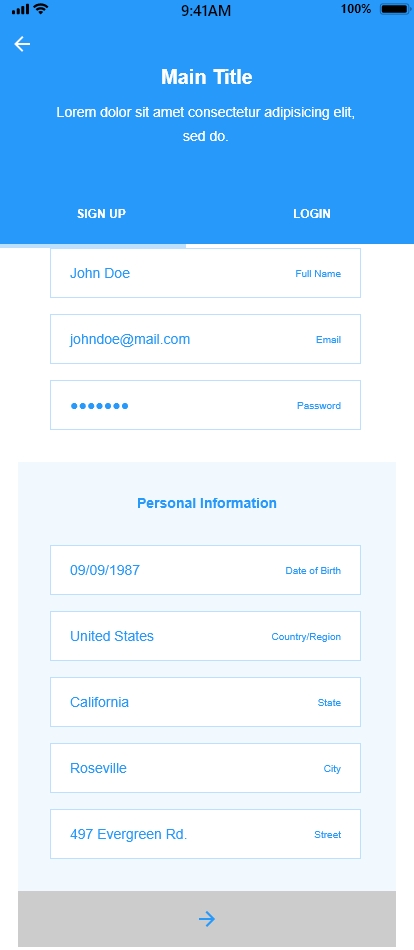 9:41AM 100%
Main Title
Lorem dolor sit amet consectetur adipisicing elit,
sed do.
SIGN UP LOGIN
John Doe Full Name
johndoe@mail.com Email
●●●●●●● Password
Personal Information
09/09/1987 Date of Birth
United States Country/Region
California State
Roseville City
497 Evergreen Rd. Street